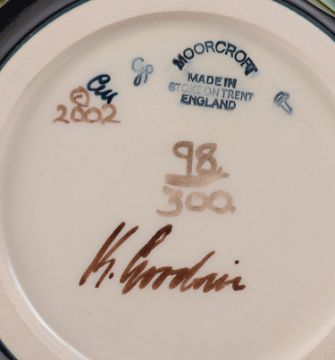 MOORCROFT
MADE IN
STOKE ON TRENT
ENGLAND
2002
98.
300.
K. Goodwin